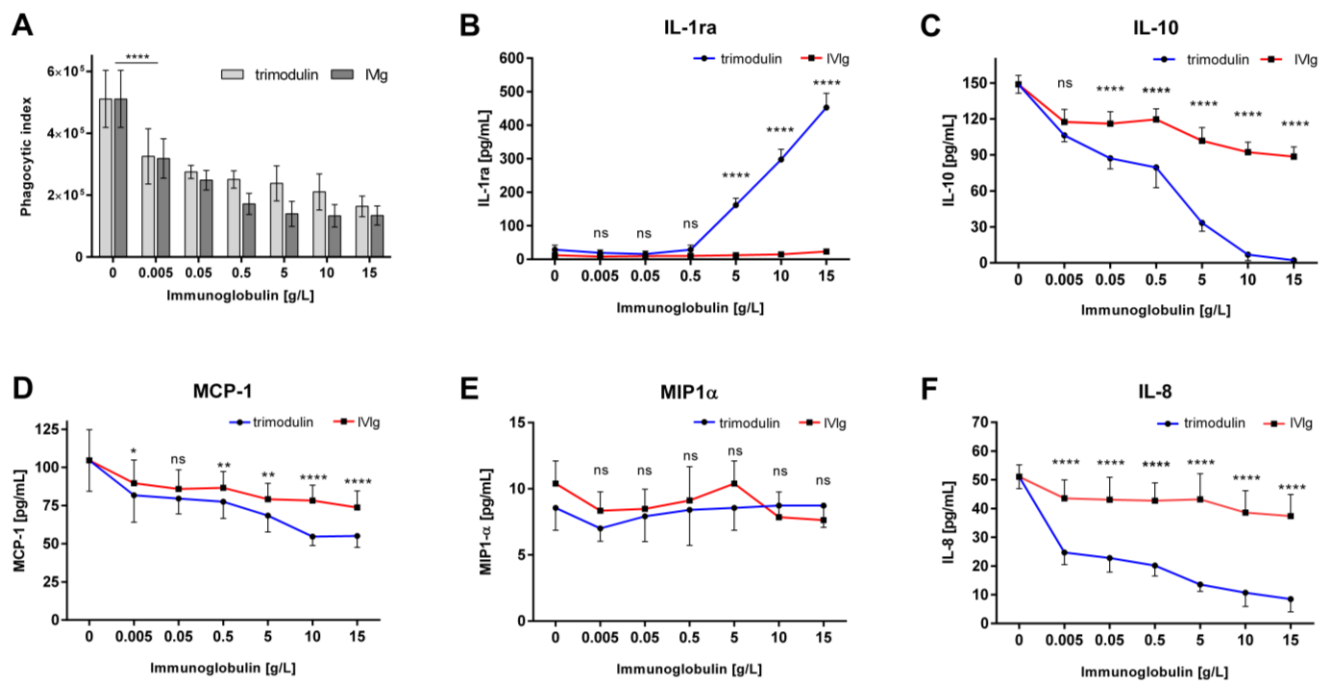 A
****
trimodulin IVIg
6×10⁵
4×10⁵
2×10⁵
0
Phagocytic index
0 0.005 0.05 0.5 5 10 15
Immunoglobulin [g/L]
B
IL-1ra
trimodulin IVIg
600
500
400
300
200
100
0
IL-1ra [pg/mL]
ns ns ns **** **** ****
0 0.005 0.05 0.5 5 10 15
Immunoglobulin [g/L]
C
IL-10
trimodulin IVIg
150
120
90
60
30
0
IL-10 [pg/mL]
ns **** **** **** **** ****
0 0.005 0.05 0.5 5 10 15
Immunoglobulin [g/L]
D
MCP-1
trimodulin IVIg
125
100
75
50
25
0
MCP-1 [pg/mL]
* ns ** ** **** ****
0 0.005 0.05 0.5 5 10 15
Immunoglobulin [g/L]
E
MIP1α
trimodulin IVIg
15
10
5
0
MIP1-α [pg/mL]
ns ns ns ns ns ns
0 0.005 0.05 0.5 5 10 15
Immunoglobulin [g/L]
F
IL-8
trimodulin IVIg
70
60
50
40
30
20
10
0
IL-8 [pg/mL]
**** **** **** **** **** ****
0 0.005 0.05 0.5 5 10 15
Immunoglobulin [g/L]